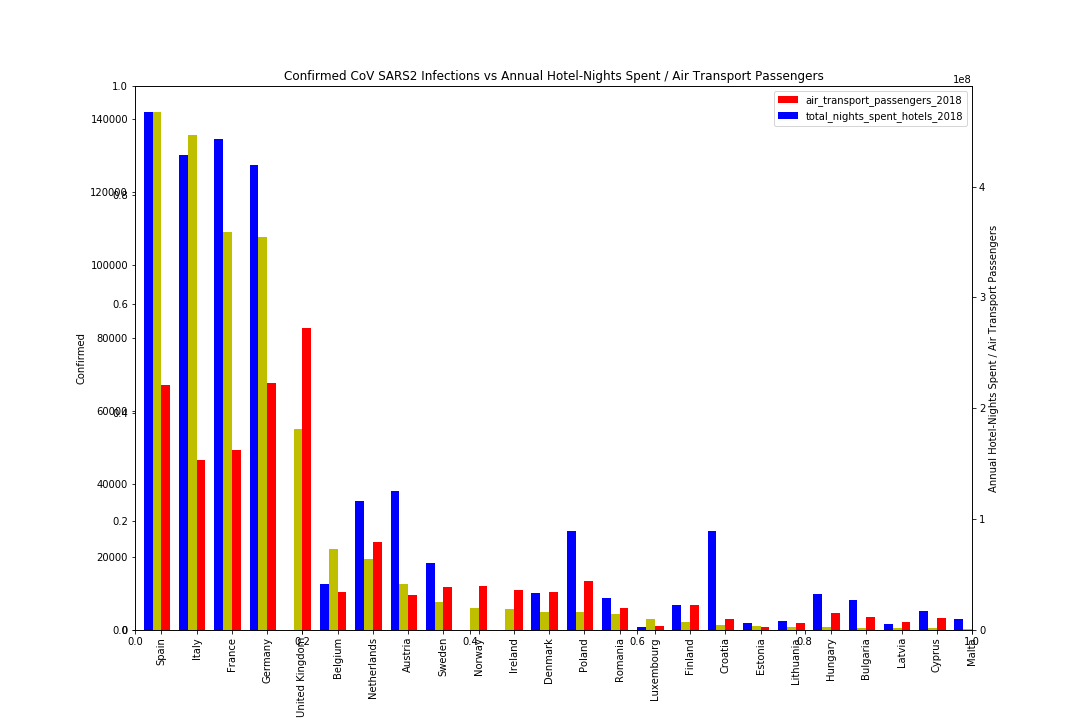 Confirmed CoV SARS2 Infections vs Annual Hotel-Nights Spent / Air Transport Passengers
1e8
air_transport_passengers_2018
total_nights_spent_hotels_2018
1.0
140000
120000
0.8
100000
0.6
80000
60000
0.4
40000
0.2
20000
0.0
0
Confirmed
4
3
2
1
0
Annual Hotel-Nights Spent / Air Transport Passengers
0.0
0.2
0.4
0.6
0.8
1.0
Spain
Italy
France
Germany
United Kingdom
Belgium
Netherlands
Austria
Sweden
Norway
Ireland
Denmark
Poland
Romania
Luxembourg
Finland
Croatia
Estonia
Lithuania
Hungary
Bulgaria
Latvia
Cyprus
Malta